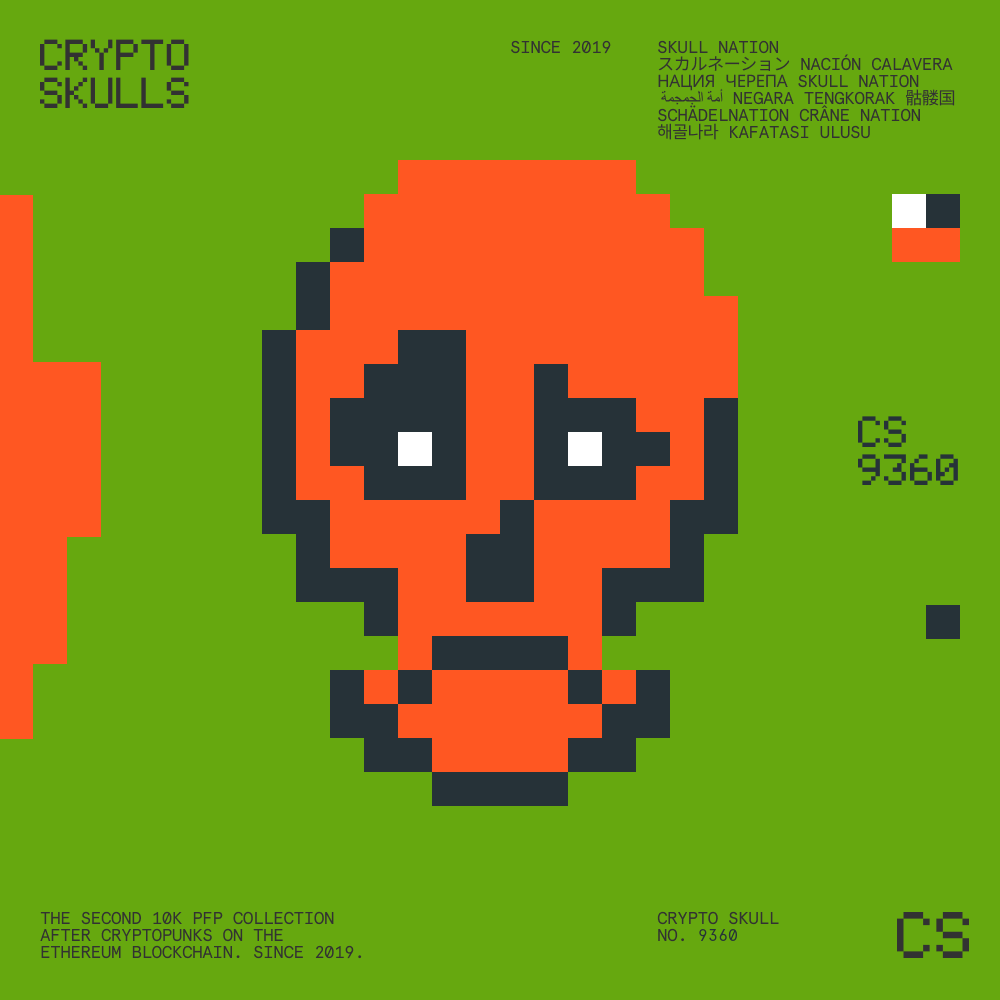 CRYPTO
SKULLS
SINCE 2019
SKULL NATION
スカルネーション NACIÓN CALAVERA
НАЦИЯ ЧЕРЕПА SKULL NATION
أمة الجمجمة NEGARA TENGKORAK 骷髅国
SCHÄDELNATION CRÂNE NATION
해골나라 KAFATASI ULUSU
CS
9360
THE SECOND 10K PFP COLLECTION
AFTER CRYPTOPUNKS ON THE
ETHEREUM BLOCKCHAIN. SINCE 2019.
CRYPTO SKULL
NO. 9360
CS